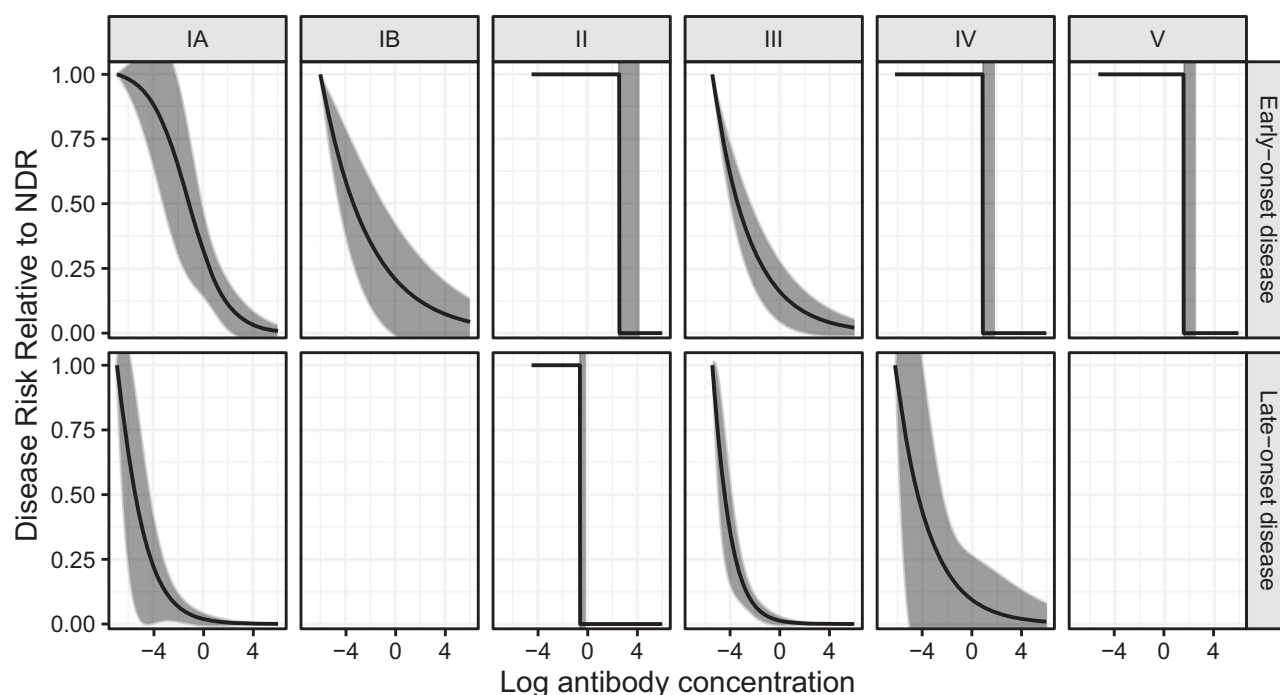 IA IB II III IV V
Disease Risk Relative to NDR
1.00
0.75
0.50
0.25
0.00
Early−onset disease
1.00
0.75
0.50
0.25
0.00
Late−onset disease
−4 0 4 −4 0 4 −4 0 4 −4 0 4 −4 0 4 −4 0 4
Log antibody concentration